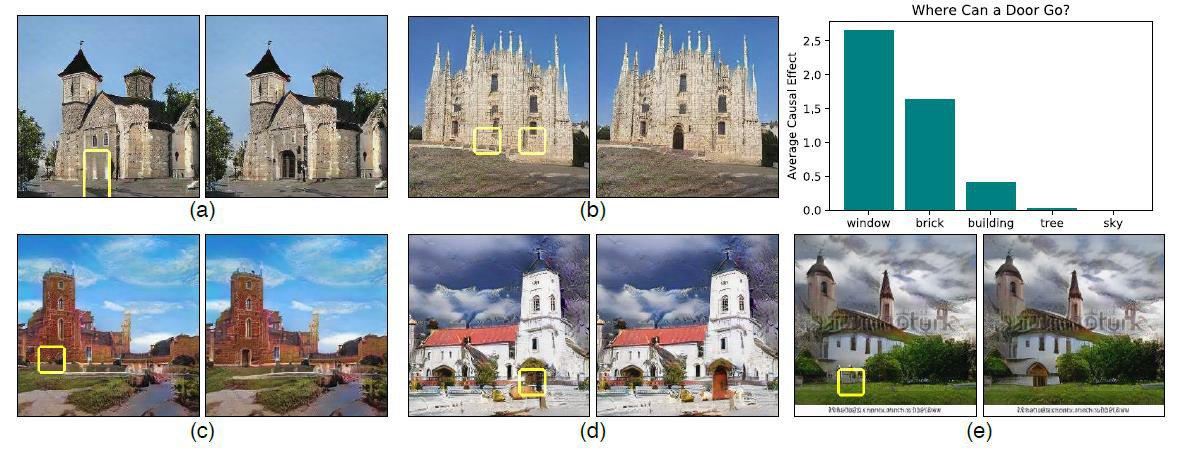 Where Can a Door Go?
Average Causal Effect
2.5
2.0
1.5
1.0
0.5
0.0
window brick building tree sky
(a) (b)
(c) (d) (e)